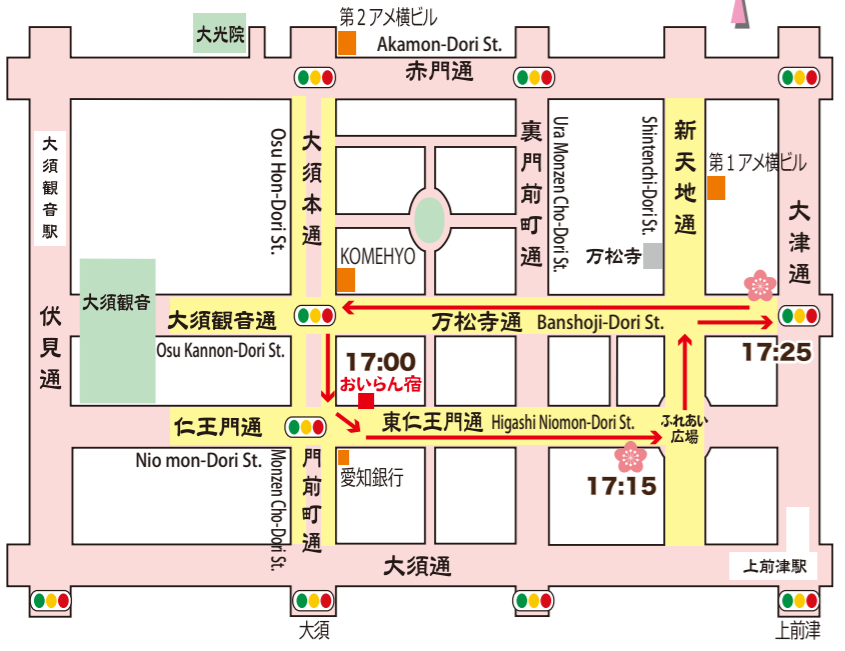 大光院
第2アメ横ビル
Akamon-Dori St.
赤門通
大須観音駅
Osu Hon-Dori St.
大須本通
裏門前町通
Ura Monzen Cho-Dori St.
Shintenchi-Dori St.
新天地通
第1アメ横ビル
大津通
万松寺
KOMEHYO
大須観音
伏見通
大須観音通
Osu Kannon-Dori St.
万松寺通
Banshoji-Dori St.
17:25
17:00
おいらん宿
仁王門通
Nio mon-Dori St.
東仁王門通
Higashi Niomon-Dori St.
ふれあい
広場
17:15
愛知銀行
Monzen Cho-Dori St.
門前町通
大須通
上前津駅
大須
上前津